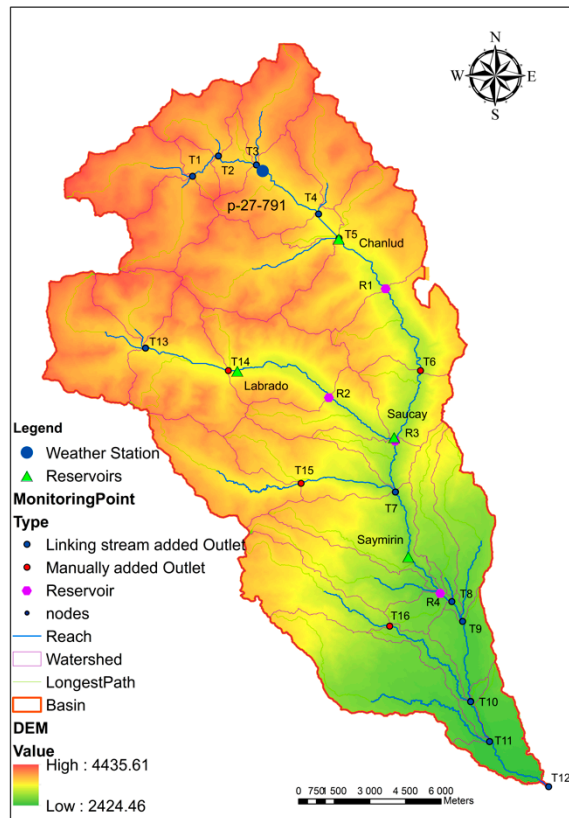 N
W E
S
T1
T2
T3
p-27-791
T4
T5
Chanlud
R1
T13
T14
Labrado
T6
R2
Saucay
R3
T15
T7
Saymirin
R4
T8
T16
T9
T10
T11
T12
Legend
Weather Station
Reservoirs
MonitoringPoint
Type
Linking stream added Outlet
Manually added Outlet
Reservoir
nodes
Reach
Watershed
LongestPath
Basin
DEM
Value
High : 4435.61
Low : 2424.46
0 750 1 500 3 000 4 500 6 000
Meters